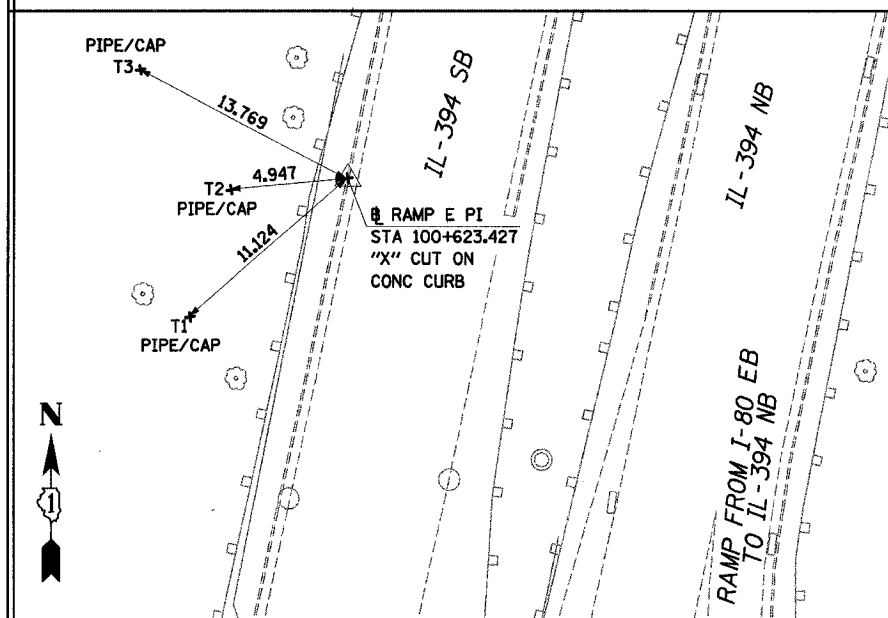 PIPE/CAP
T3
13.769
T2
4.947
PIPE/CAP
11.124
T1
PIPE/CAP
℄ RAMP E PI
STA 100+623.427
"X" CUT ON
CONC CURB
IL-394 SB
IL-394 NB
RAMP FROM I-80 EB
TO IL-394 NB
N
1